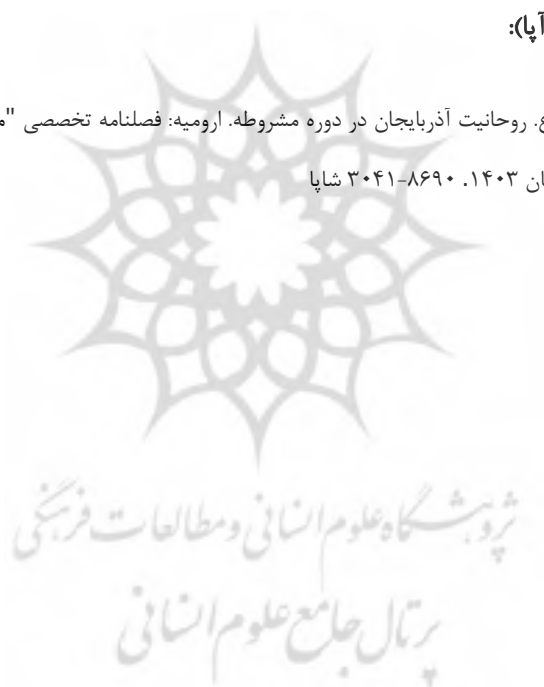 آپا):
ع. روحانیت آذربایجان در دوره مشروطه. ارومیه: فصلنامه تخصصی "م
ان ۱۴۰۳. ۸۶۹۰-۳۰۴۱ شاپا
پژوهشگاه علوم انسانی و مطالعات فرهنگی
پرتال جامع علوم انسانی